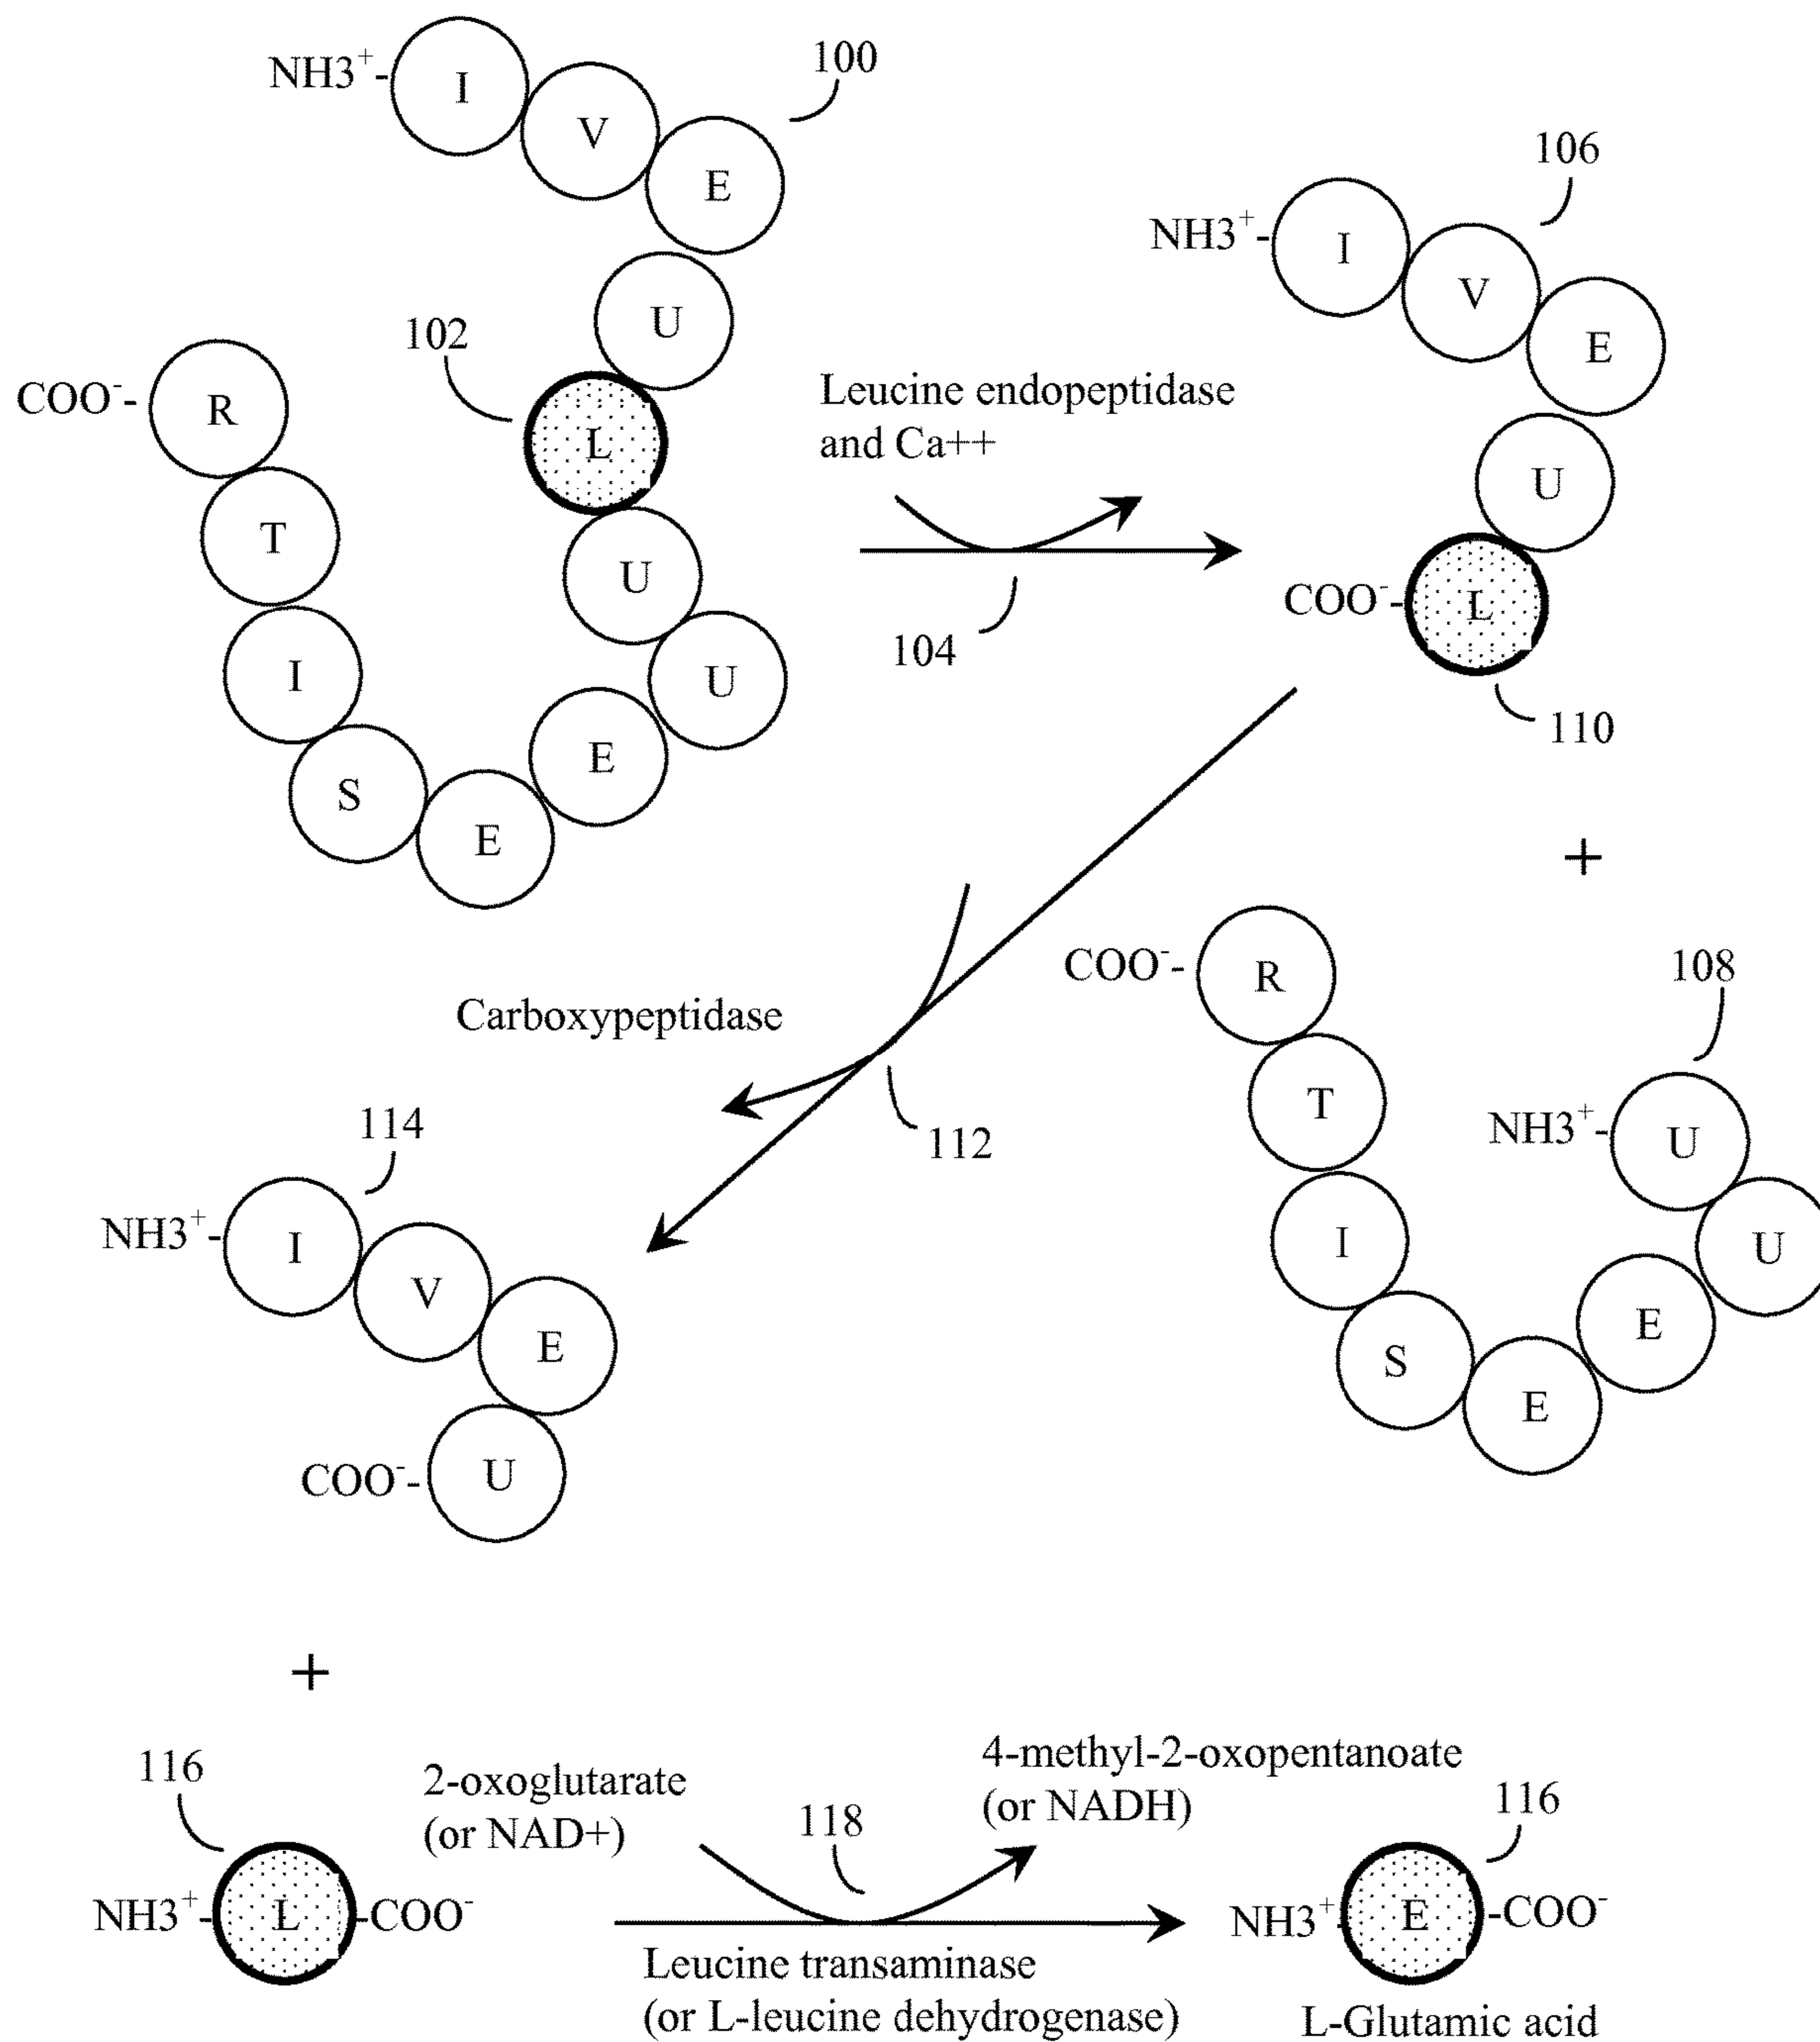 NH3⁺-
I
V
E
100
U
102
L
COO⁻-
R
T
I
S
E
E
U
U
Leucine endopeptidase
and Ca++
104
106
NH3⁺-
I
V
E
U
COO⁻-
L
110
+
108
COO⁻-
R
T
I
S
E
E
U
NH3⁺-
U
Carboxypeptidase
112
114
NH3⁺-
I
V
E
COO⁻-
U
+
116
NH3⁺-
L
-COO⁻
2-oxoglutarate
(or NAD+)
118
4-methyl-2-oxopentanoate
(or NADH)
Leucine transaminase
(or L-leucine dehydrogenase)
116
NH3⁺-
E
-COO⁻
L-Glutamic acid